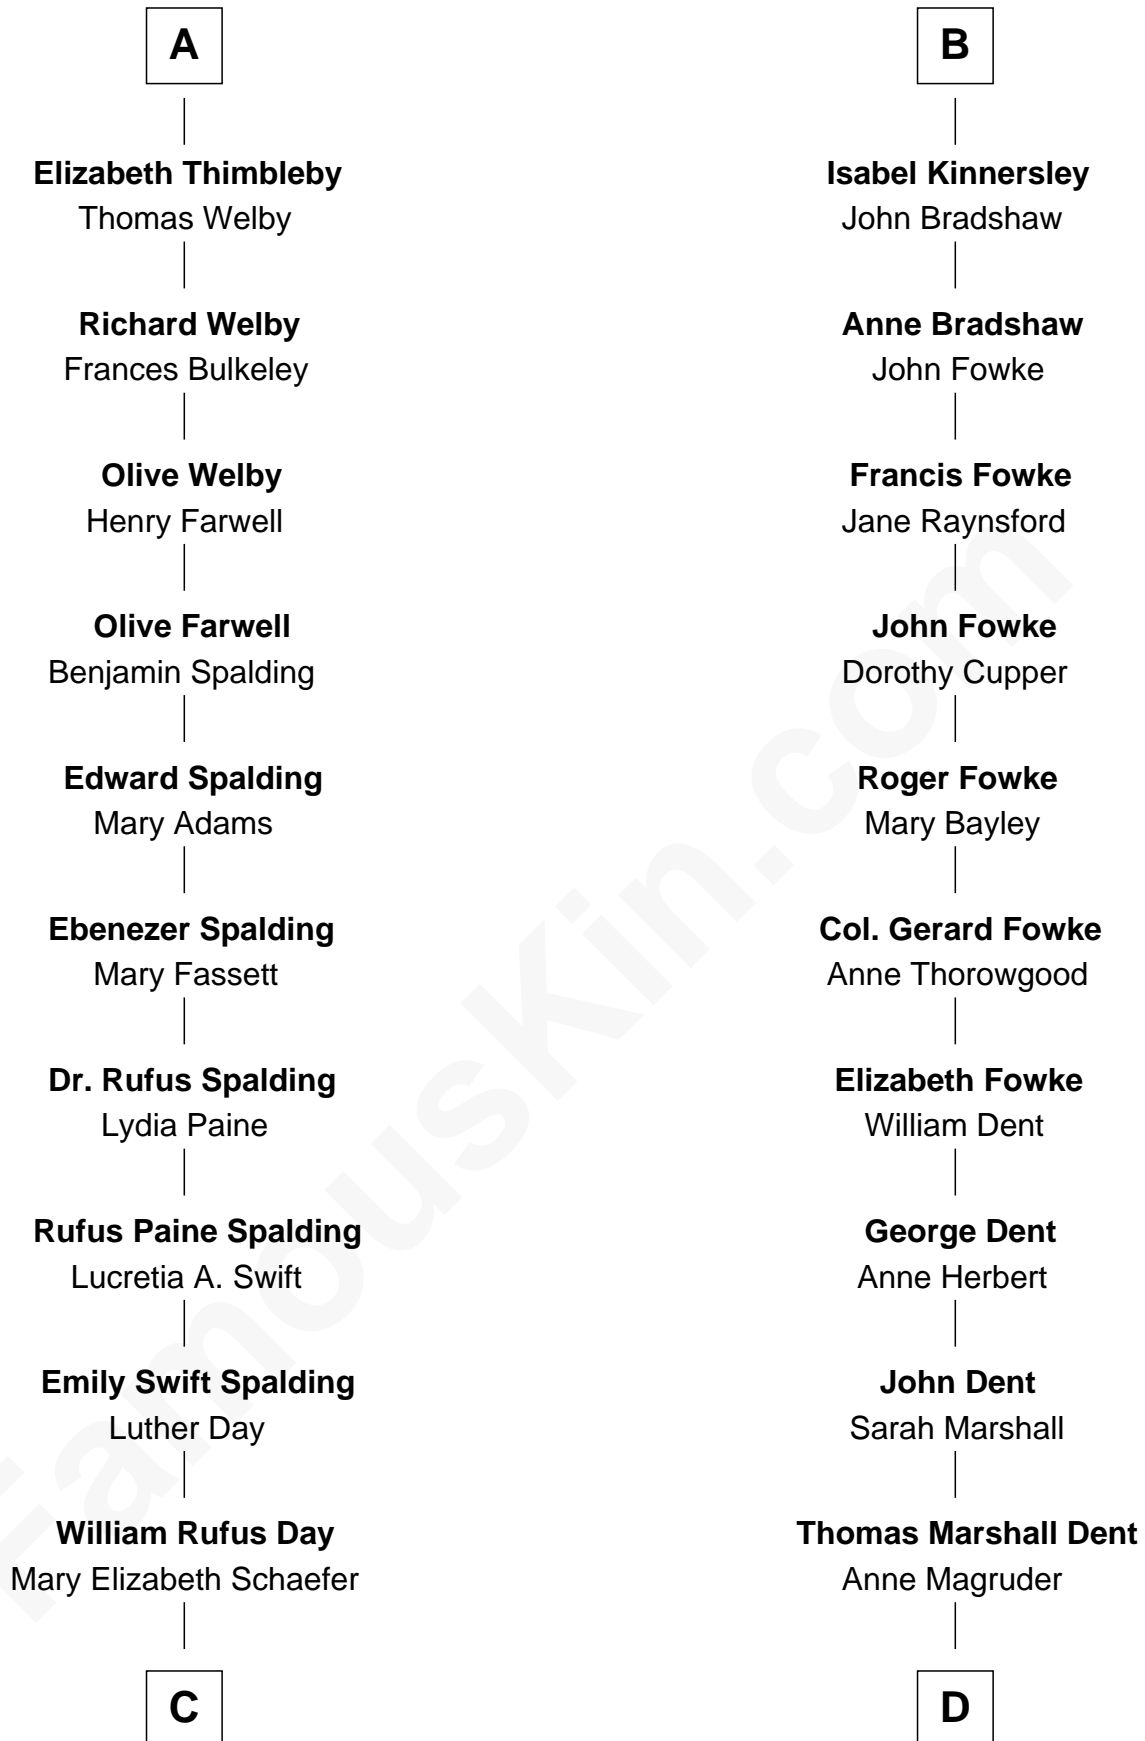 A
Elizabeth Thimbleby
Thomas Welby
Richard Welby
Frances Bulkeley
Olive Welby
Henry Farwell
Olive Farwell
Benjamin Spalding
Edward Spalding
Mary Adams
Ebenezer Spalding
Mary Fassett
Dr. Rufus Spalding
Lydia Paine
Rufus Paine Spalding
Lucretia A. Swift
Emily Swift Spalding
Luther Day
William Rufus Day
Mary Elizabeth Schaefer
C
B
Isabel Kinnersley
John Bradshaw
Anne Bradshaw
John Fowke
Francis Fowke
Jane Raynsford
John Fowke
Dorothy Cupper
Roger Fowke
Mary Bayley
Col. Gerard Fowke
Anne Thorowgood
Elizabeth Fowke
William Dent
George Dent
Anne Herbert
John Dent
Sarah Marshall
Thomas Marshall Dent
Anne Magruder
D
FamousKin.com